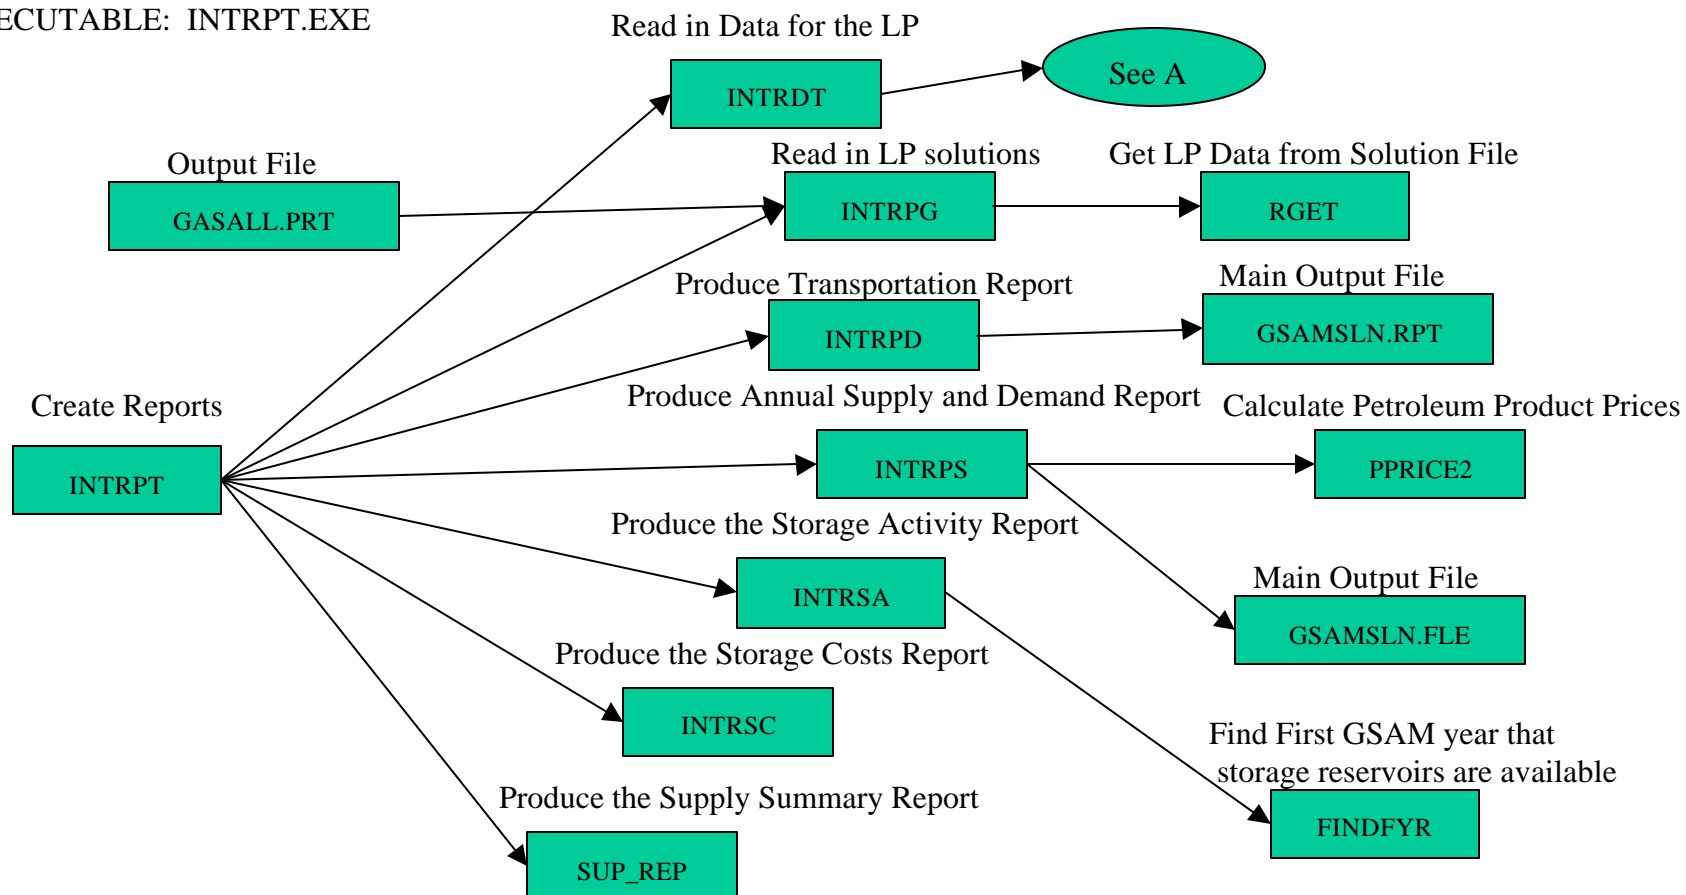 ECUTABLE: INTRPT.EXE
Read in Data for the LP
INTRDT
See A
Output File
GASALL.PRT
Read in LP solutions
INTRPG
Get LP Data from Solution File
RGET
Produce Transportation Report
INTRPD
Main Output File
GSAMSLN.RPT
Create Reports
INTRPT
Produce Annual Supply and Demand Report
INTRPS
Calculate Petroleum Product Prices
PPRICE2
Produce the Storage Activity Report
INTRSA
Main Output File
GSAMSLN.FLE
Produce the Storage Costs Report
INTRSC
Find First GSAM year that
storage reservoirs are available
FINDFYR
Produce the Supply Summary Report
SUP_REP